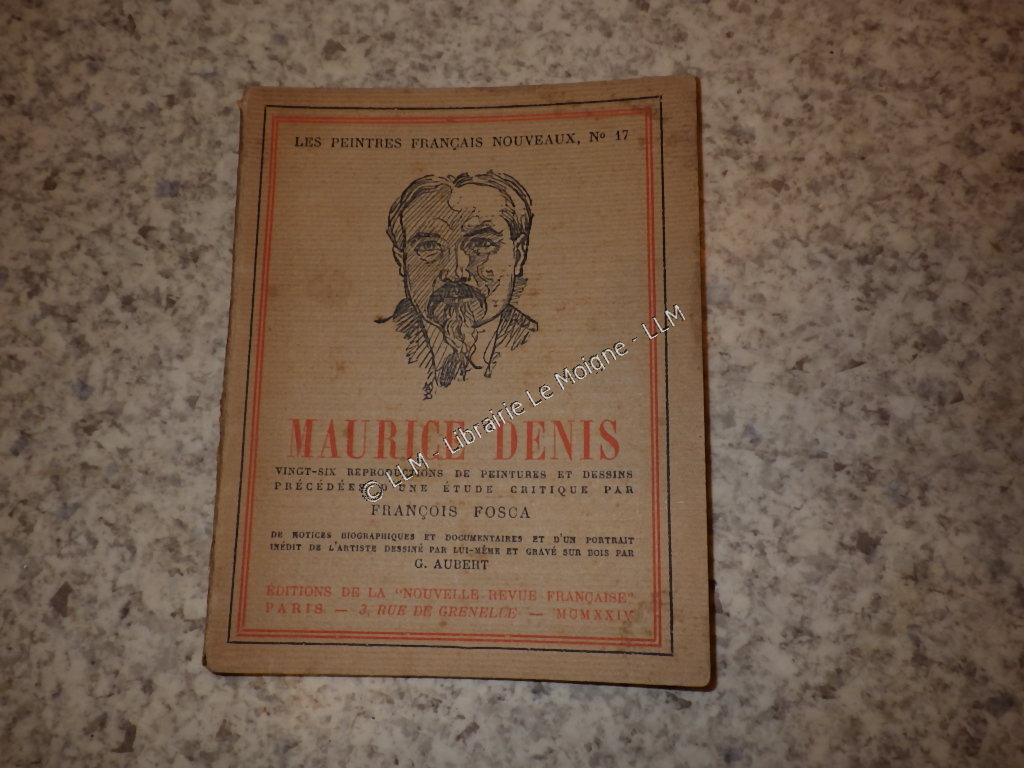 LES PEINTRES FRANÇAIS NOUVEAUX, Nº 17
MAURICE DENIS
VINGT-SIX REPRODUCTIONS DE PEINTURES ET DESSINS
PRÉCÉDÉES D'UNE ÉTUDE CRITIQUE PAR
FRANÇOIS FOSCA
DE NOTICES BIOGRAPHIQUES ET DOCUMENTAIRES ET D'UN PORTRAIT
INÉDIT DE L'ARTISTE DESSINÉ PAR LUI-MÊME ET GRAVÉ SUR BOIS PAR
G. AUBERT
ÉDITIONS DE LA "NOUVELLE REVUE FRANÇAISE"
PARIS — 3, RUE DE GRENELLE — MCMXXIV
© LLM - Librairie Le Moigne - LLM